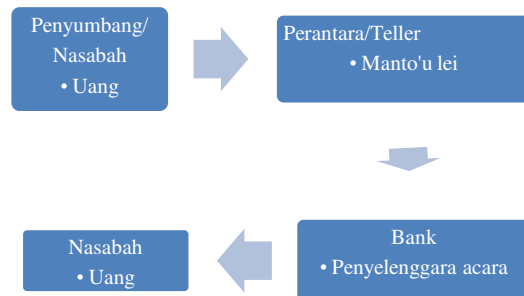 Penyumbang/
Nasabah
• Uang
Perantara/Teller
• Manto'u lei
Bank
• Penyelenggara acara
Nasabah
• Uang